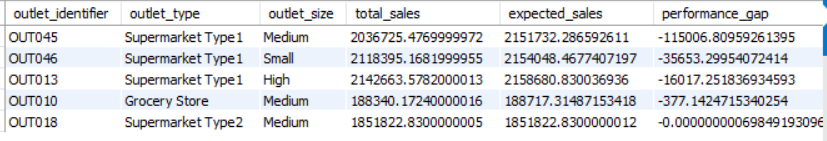 outlet_identifier outlet_type outlet_size total_sales expected_sales performance_gap
OUT045 Supermarket Type1 Medium 2036725.4769999972 2151732.286592611 -115006.80959261395
OUT046 Supermarket Type1 Small 2118395.1681999955 2154048.4677407197 -35653.29954072414
OUT013 Supermarket Type1 High 2142663.5782000013 2158680.830036936 -16017.251836934593
OUT010 Grocery Store Medium 188340.17240000016 188717.31487153418 -377.1424715340254
OUT018 Supermarket Type2 Medium 1851822.8300000005 1851822.8300000012 -0.00000000069849193096